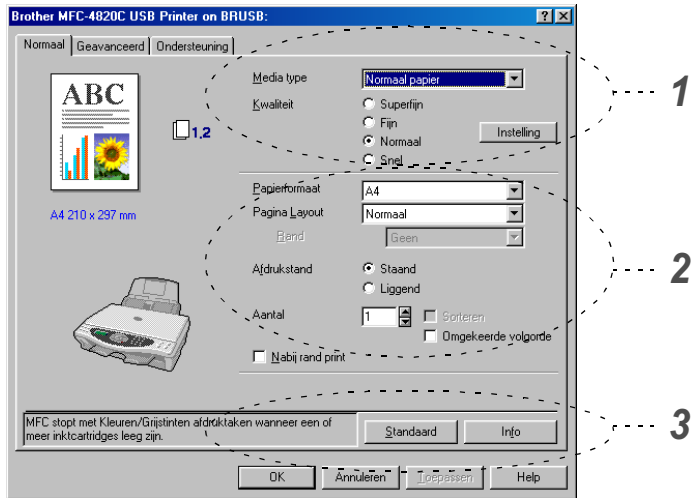 Brother MFC-4820C USB Printer on BRUSB:
Normaal Geavanceerd Ondersteuning
ABC
1.2
A4 210 x 297 mm
Media type Normaal papier
Kwaliteit Superfijn
Fijn
Normaal Instelling
Snel
1
Papierformaat A4
Pagina Layout Normaal
Rand Geen
Afdrukstand Staand
Liggend
2
Aantal 1 Sorteren
Omgekeerde volgorde
Nabij rand print
MFC stopt met Kleuren/Grijstinten afdruktaken wanneer een of
meer inktcartridges leeg zijn.
Standaard Info
3
OK Annuleren Toepassen Help